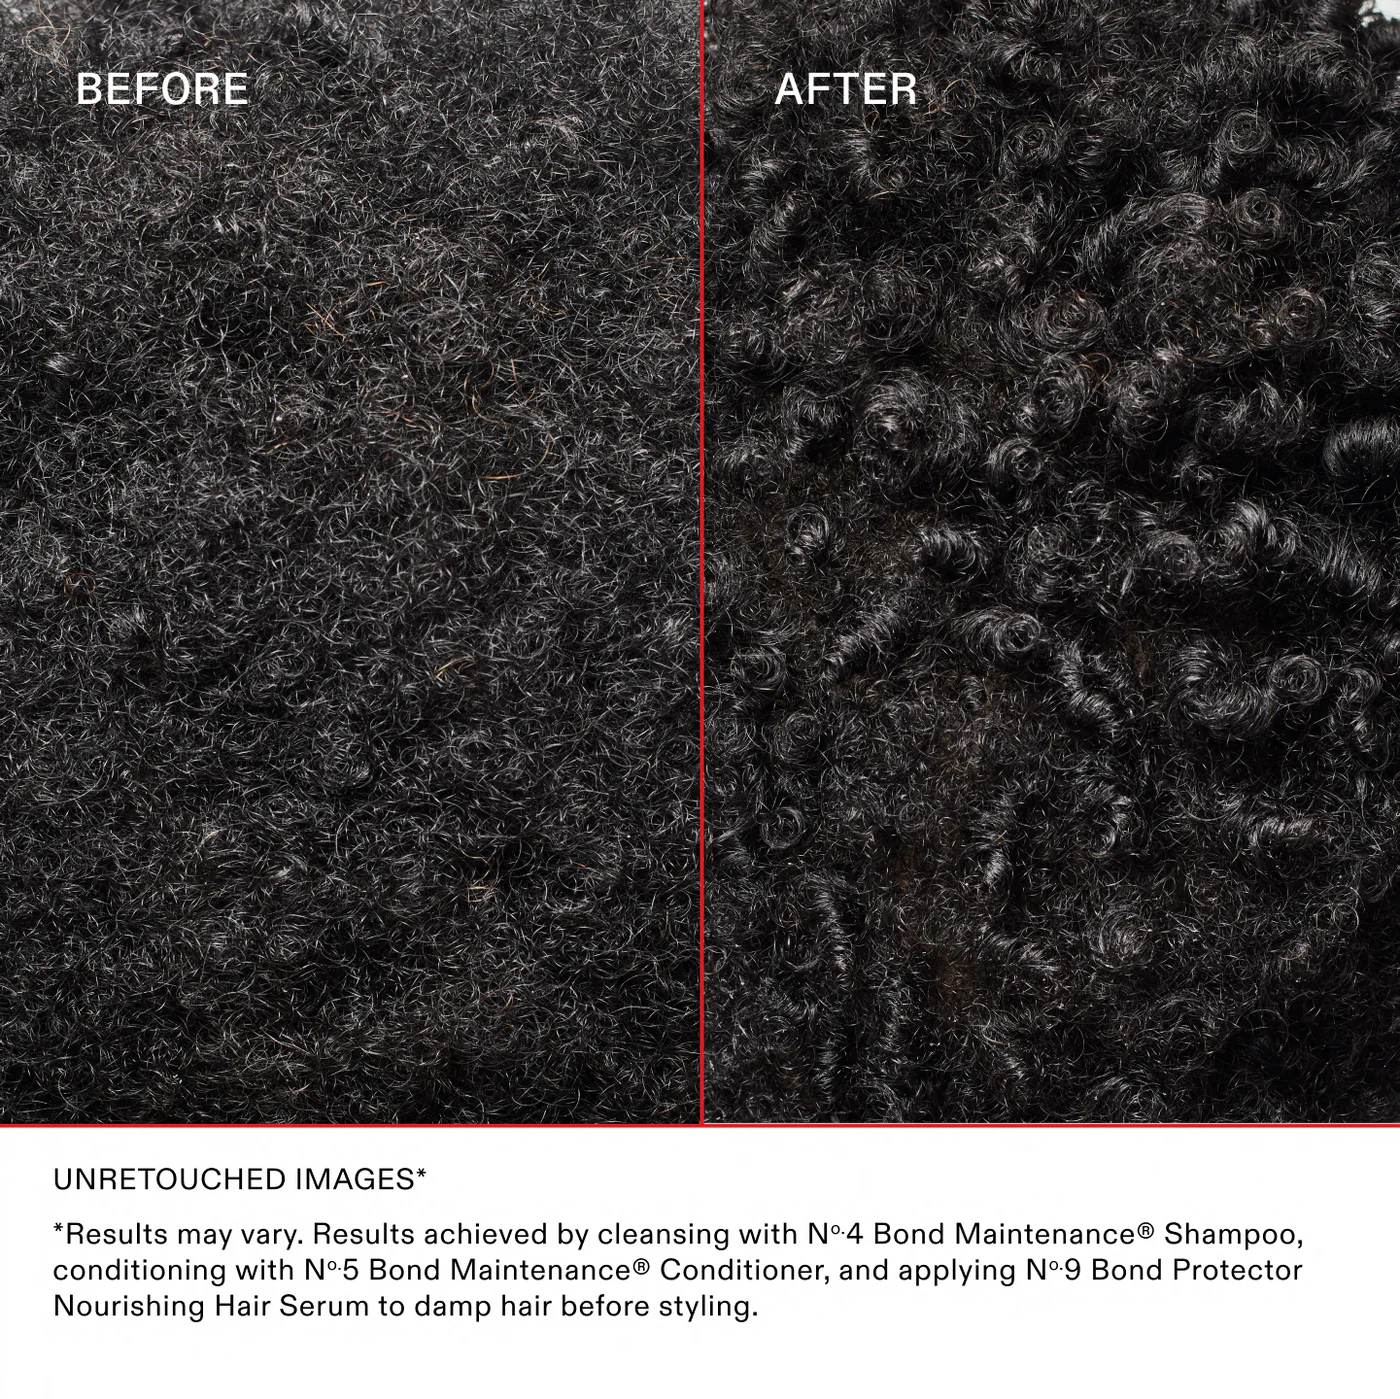 BEFORE
AFTER
UNRETOUCHED IMAGES*
*Results may vary. Results achieved by cleansing with Nº·4 Bond Maintenance® Shampoo,
conditioning with Nº·5 Bond Maintenance® Conditioner, and applying Nº·9 Bond Protector
Nourishing Hair Serum to damp hair before styling.